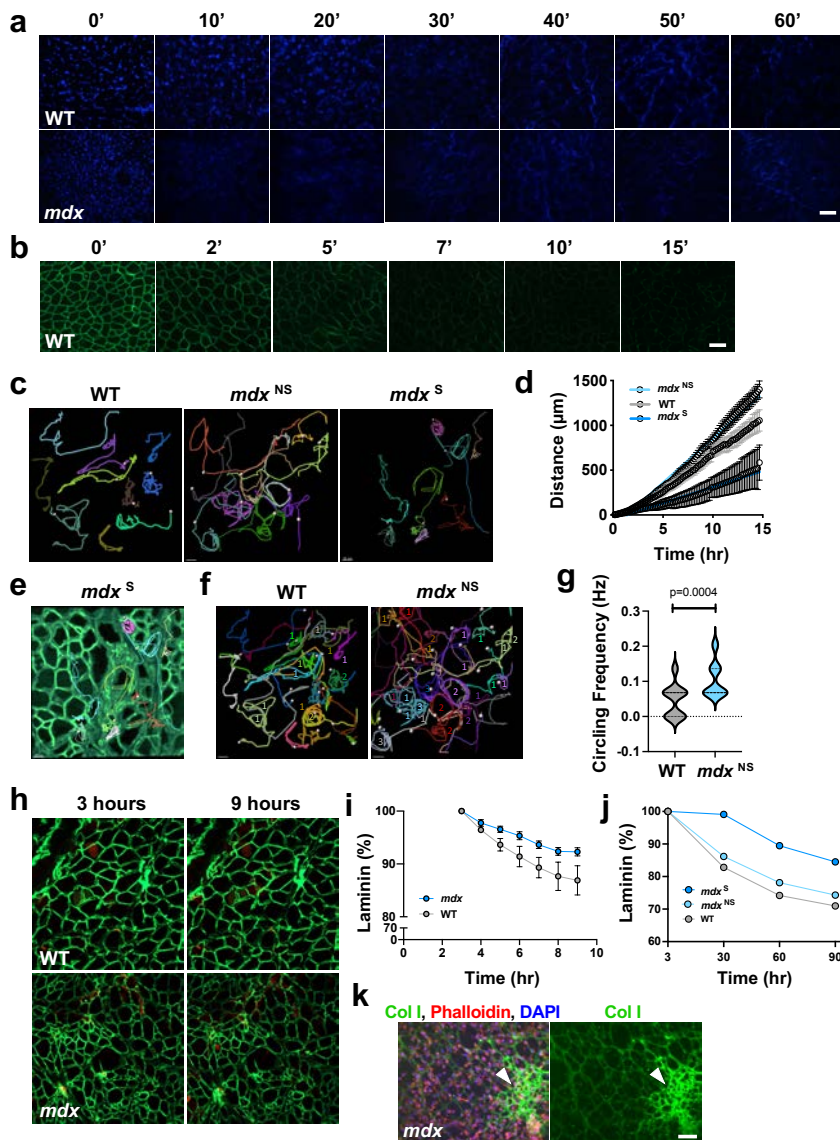 a
0’ 10’ 20’ 30’ 40’ 50’ 60’
WT
mdx
b
0’ 2’ 5’ 7’ 10’ 15’
WT
c
WT mdx NS mdx S
d
1500
1000
500
0
Distance (µm)
mdx NS
WT
mdx S
0 5 10 15
Time (hr)
e
mdx S
f
WT mdx NS
g
p=0.0004
0.3
0.2
0.1
0.0
-0.1
Circling Frequency (Hz)
WT mdx NS
h
3 hours 9 hours
WT
mdx
i
100
90
80
70
0
Laminin (%)
mdx
WT
0 2 4 6 8 10
Time (hr)
j
100
90
80
70
60
Laminin (%)
mdx S
mdx NS
WT
3 30 60 90
Time (hr)
k
Col I, Phalloidin, DAPI Col I
mdx